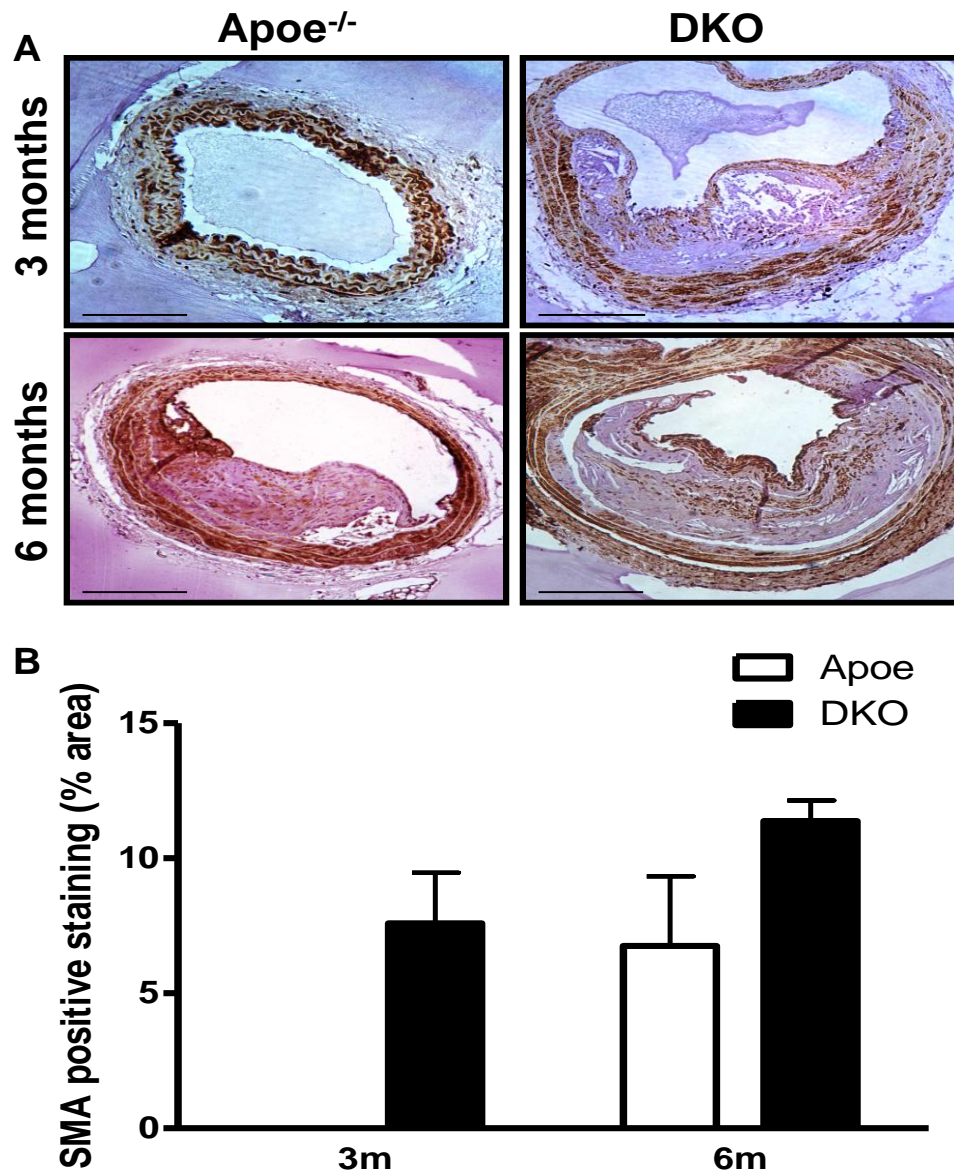 A
Apoe-/-
DKO
3 months
6 months
B
Apoe
DKO
SMA positive staining (% area)
15
10
5
0
3m
6m